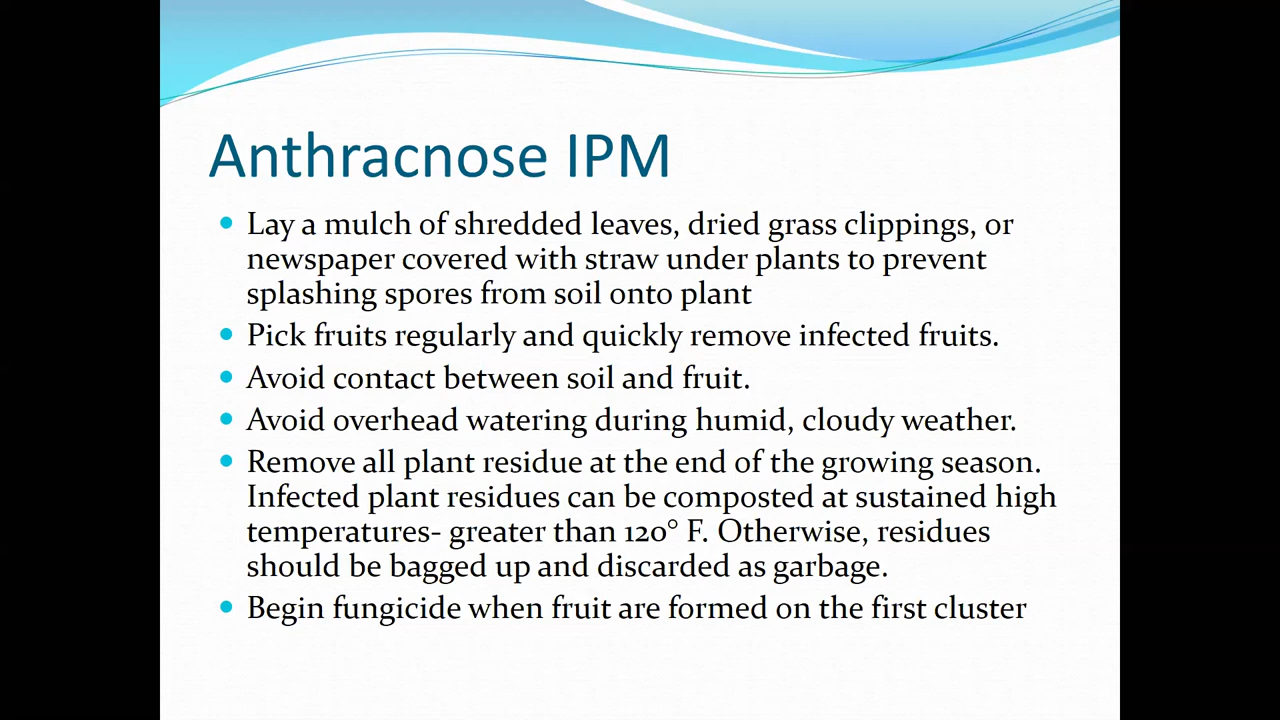 Anthracnose IPM
• Lay a mulch of shredded leaves, dried grass clippings, or
newspaper covered with straw under plants to prevent
splashing spores from soil onto plant
• Pick fruits regularly and quickly remove infected fruits.
• Avoid contact between soil and fruit.
• Avoid overhead watering during humid, cloudy weather.
• Remove all plant residue at the end of the growing season.
Infected plant residues can be composted at sustained high
temperatures- greater than 120° F. Otherwise, residues
should be bagged up and discarded as garbage.
• Begin fungicide when fruit are formed on the first cluster